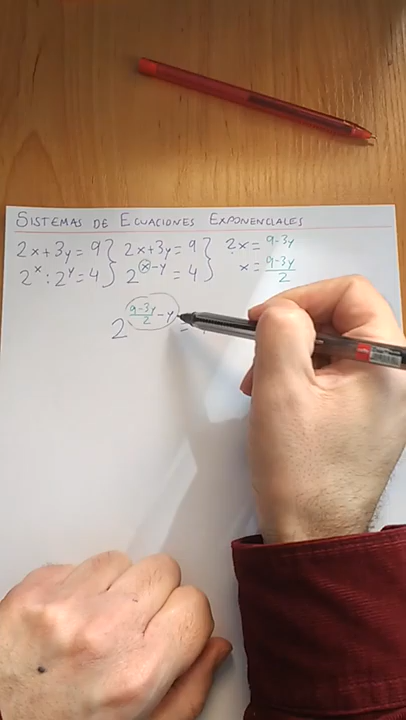 SISTEMAS DE ECUACIONES EXPONENCIALES
2x+3y=9 } 2x+3y=9 } 2x=9-3y
2^x:2^y=4 } 2^(x-y)=4 } x=(9-3y)/2
2^((9-3y)/2-y)=